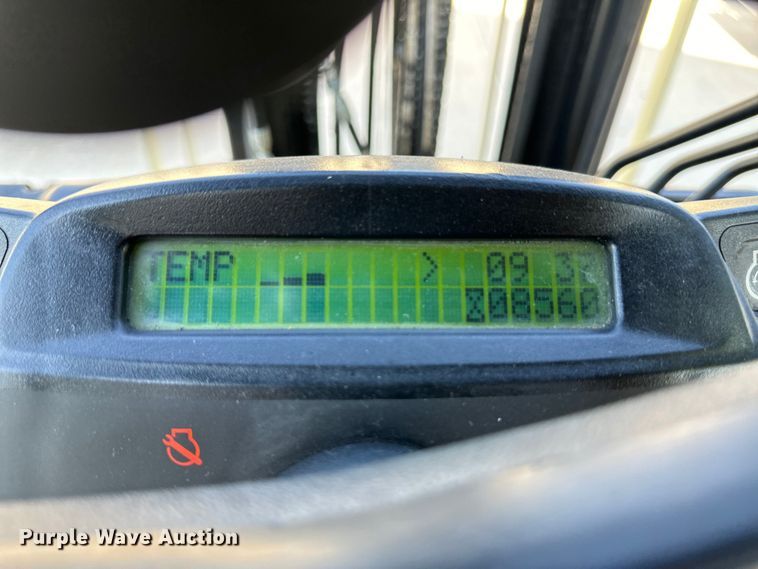 TEMP > 09 3
08560
Purple Wave Auction